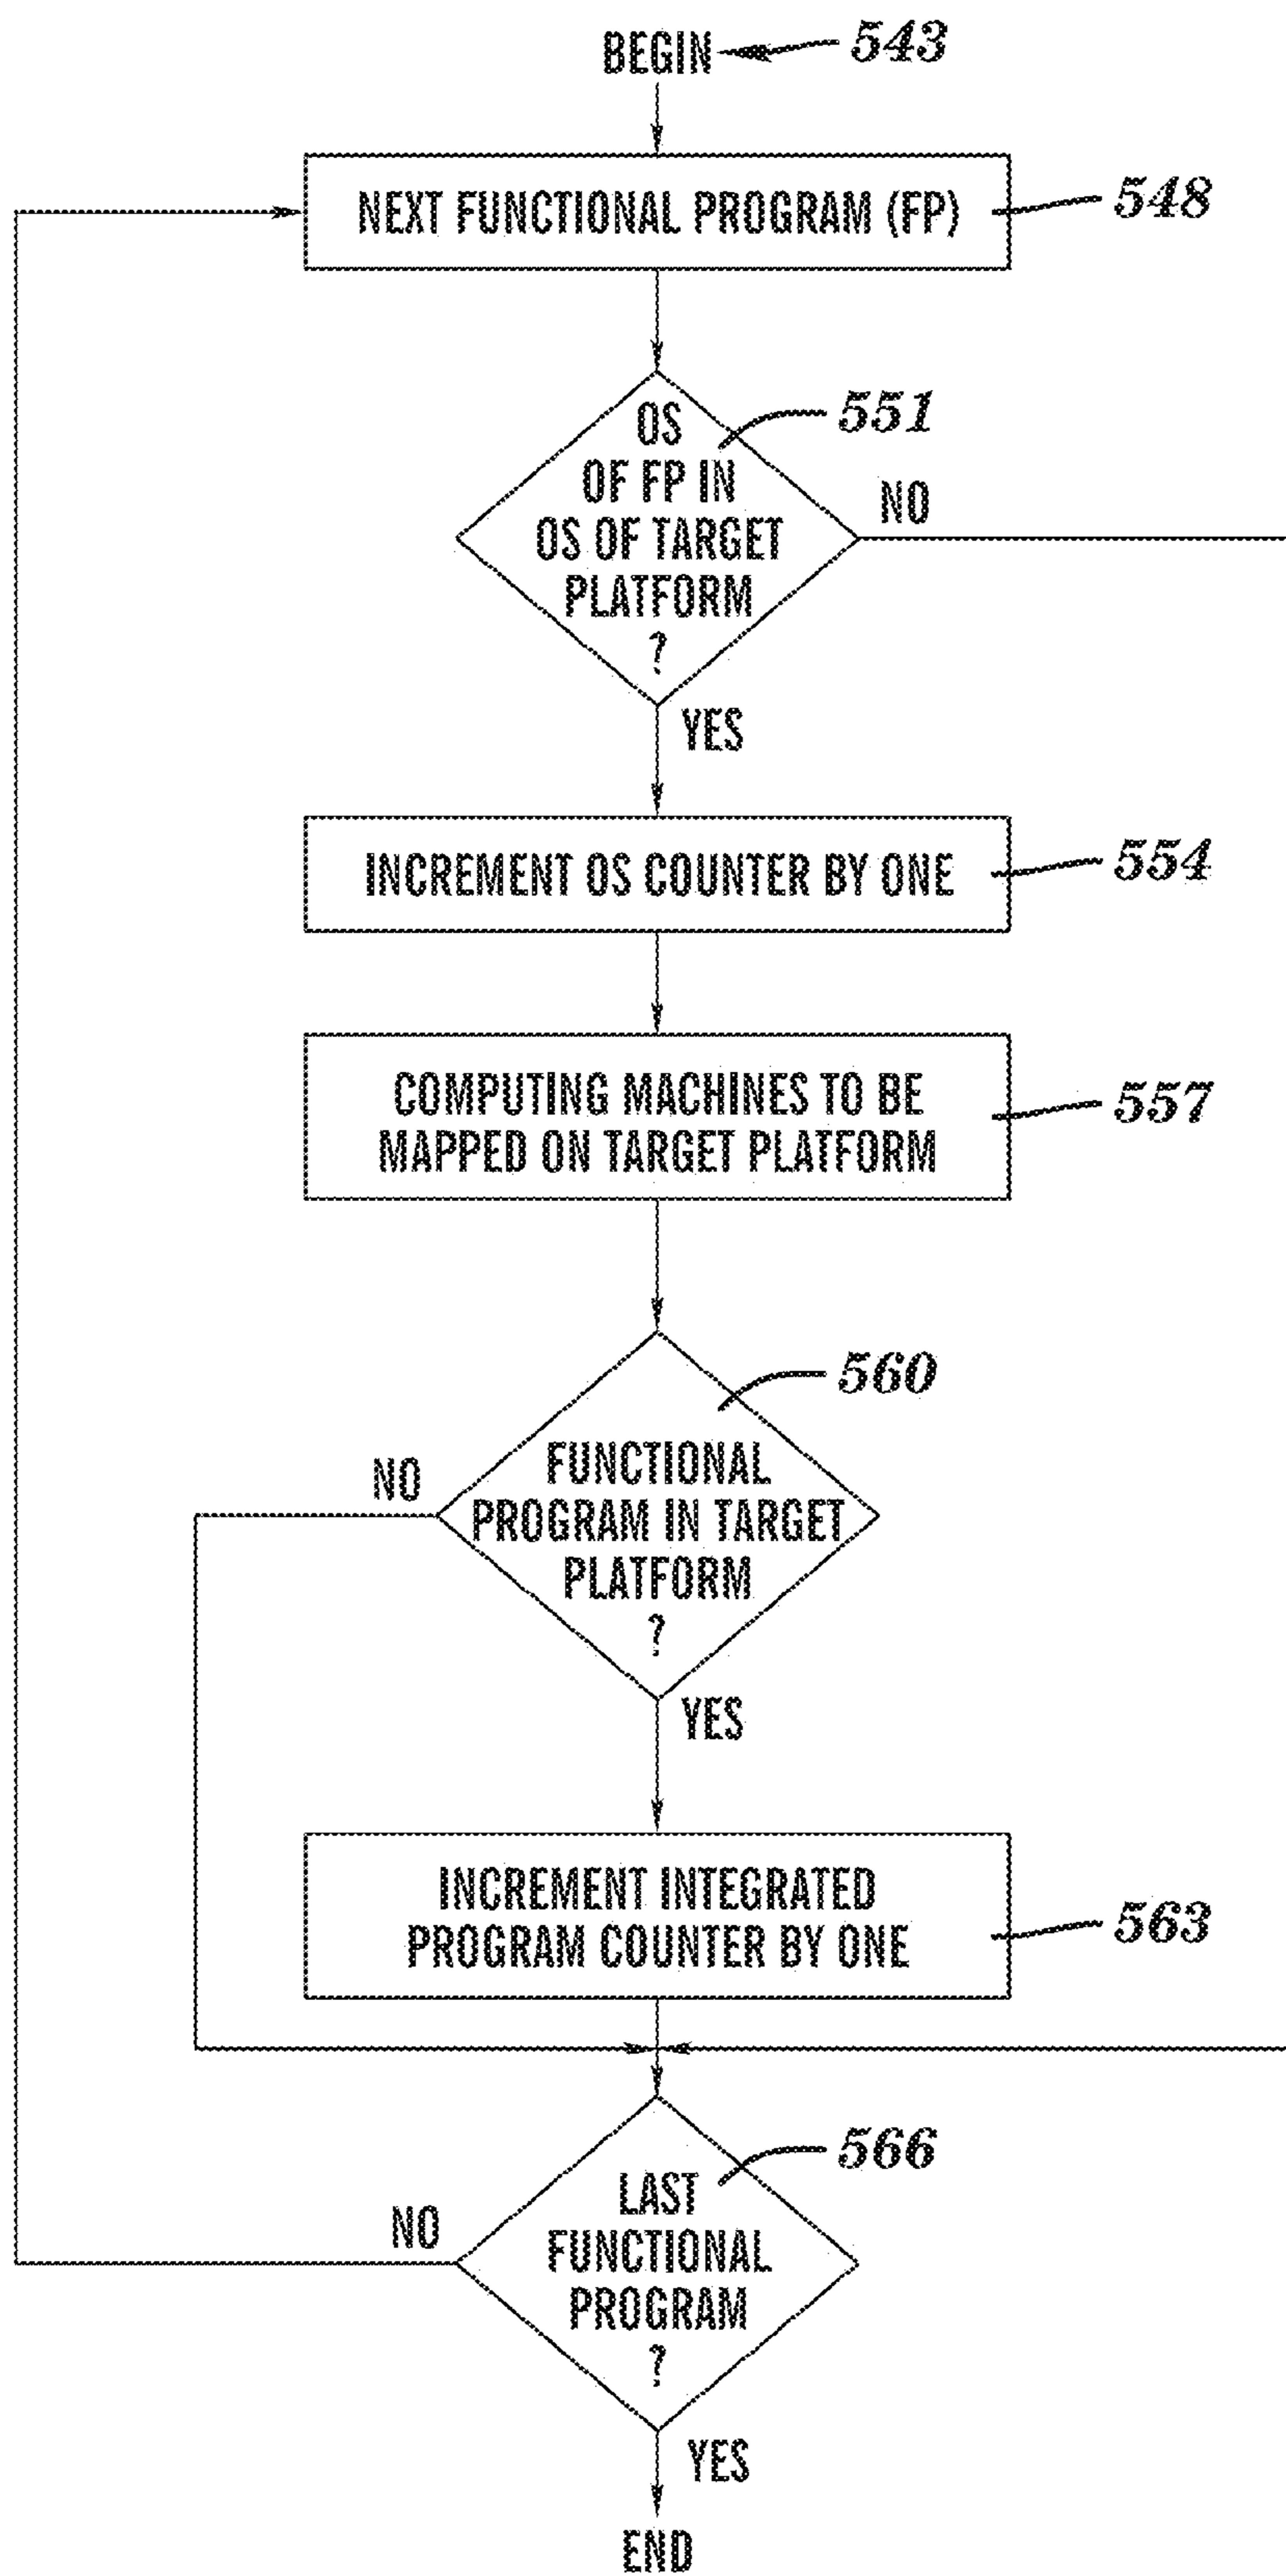 BEGIN
543
NEXT FUNCTIONAL PROGRAM (FP)
548
551
OS
OF FP IN
OS OF TARGET
PLATFORM
?
NO
YES
INCREMENT OS COUNTER BY ONE
554
COMPUTING MACHINES TO BE
MAPPED ON TARGET PLATFORM
557
560
FUNCTIONAL
PROGRAM IN TARGET
PLATFORM
?
NO
YES
INCREMENT INTEGRATED
PROGRAM COUNTER BY ONE
563
566
LAST
FUNCTIONAL
PROGRAM
?
NO
YES
END